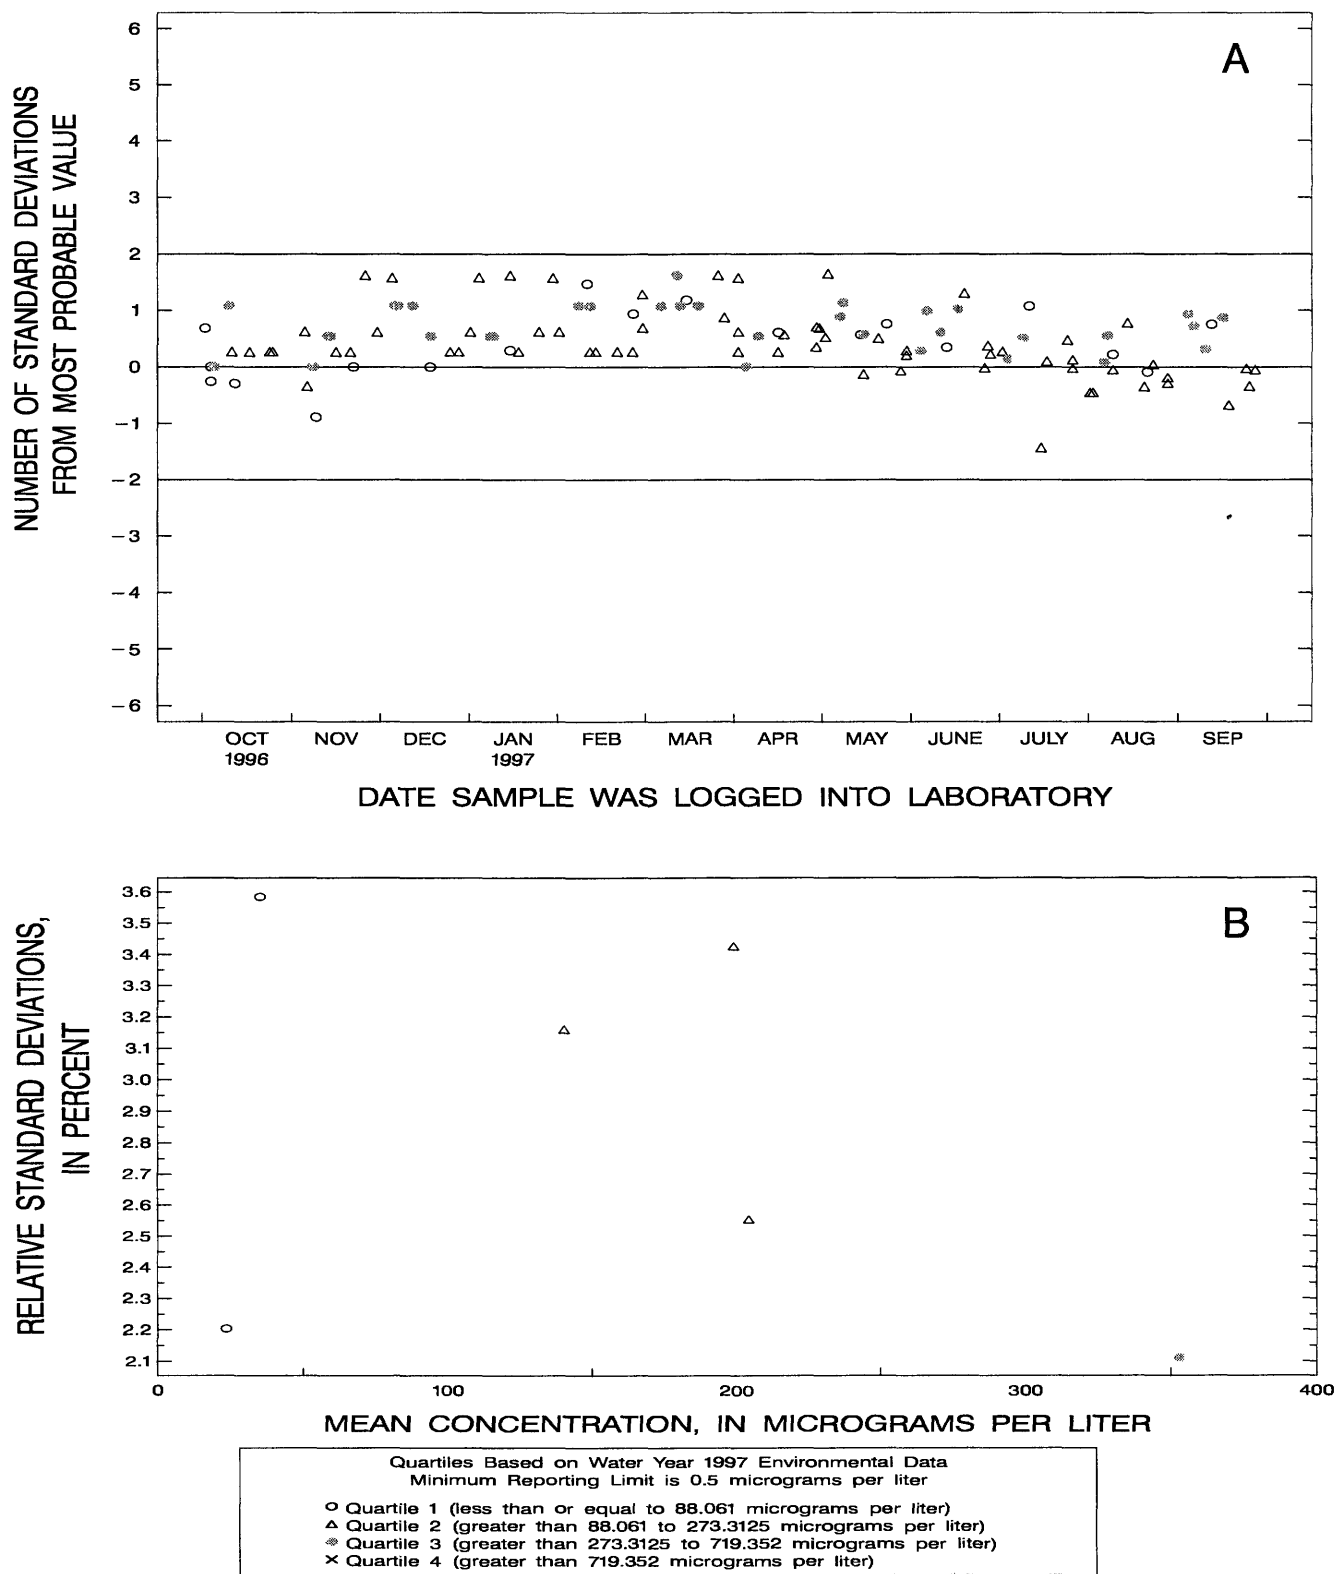 A
NUMBER OF STANDARD DEVIATIONS
FROM MOST PROBABLE VALUE
6
5
4
3
2
1
0
−1
−2
−3
−4
−5
−6
OCT NOV DEC JAN FEB MAR APR MAY JUNE JULY AUG SEP
1996 1997
DATE SAMPLE WAS LOGGED INTO LABORATORY
B
RELATIVE STANDARD DEVIATIONS,
IN PERCENT
3.6
3.5
3.4
3.3
3.2
3.1
3.0
2.9
2.8
2.7
2.6
2.5
2.4
2.3
2.2
2.1
0 100 200 300 400
MEAN CONCENTRATION, IN MICROGRAMS PER LITER
Quartiles Based on Water Year 1997 Environmental Data
Minimum Reporting Limit is 0.5 micrograms per liter
Quartile 1 (less than or equal to 88.061 micrograms per liter)
Quartile 2 (greater than 88.061 to 273.3125 micrograms per liter)
Quartile 3 (greater than 273.3125 to 719.352 micrograms per liter)
Quartile 4 (greater than 719.352 micrograms per liter)